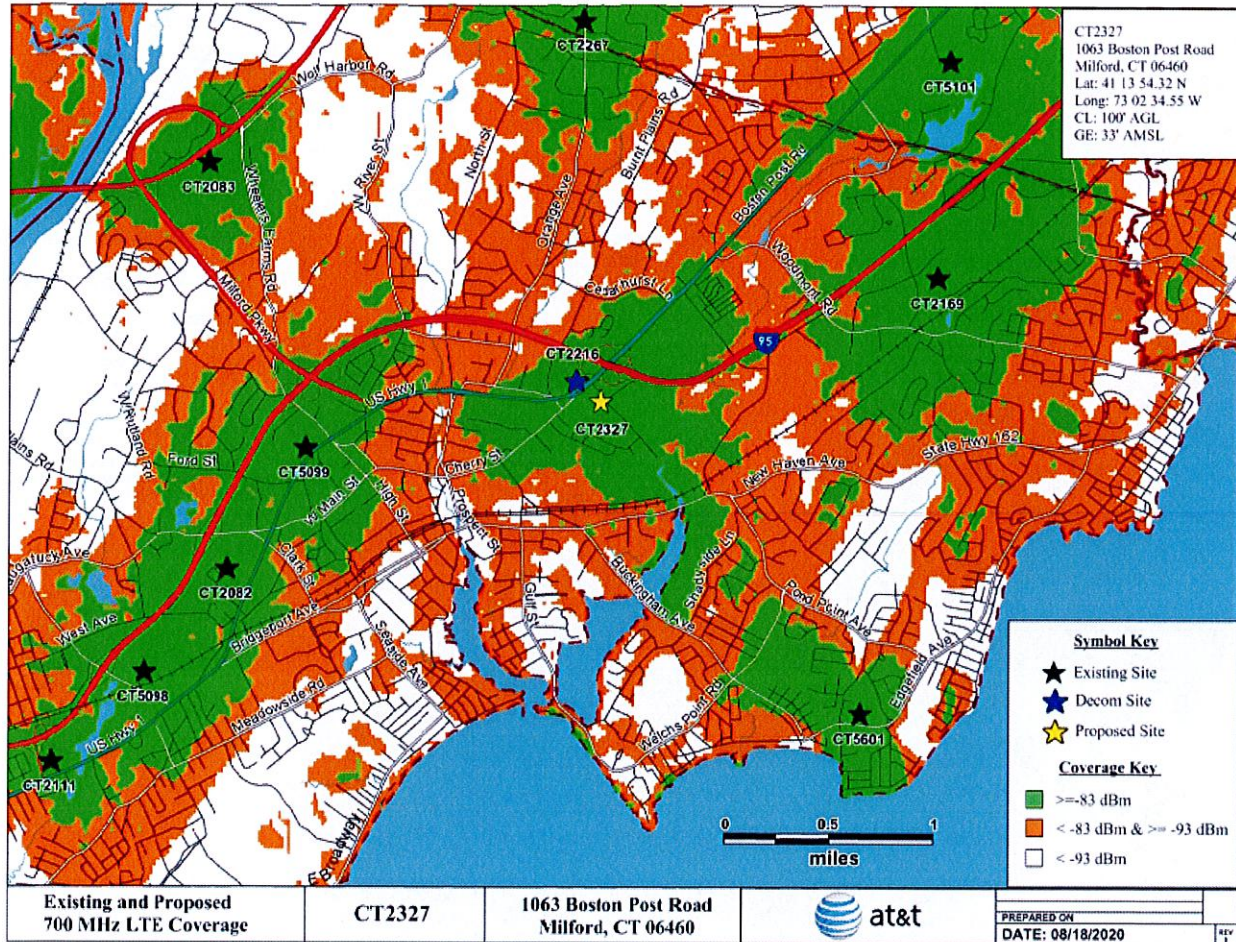 CT2327
1063 Boston Post Road
Milford, CT 06460
Lat: 41 13 54.32 N
Long: 73 02 34.55 W
CL: 100' AGL
GE: 33' AMSL
CT2267
CT5101
Wolf Harbor Rd
CT2083
Wheelers Farms Rd
W River St
North St
Orange Ave
Burnt Plains Rd
Boston Post Rd
Woodmont Rd
Cedarhurst Ln
CT2169
Milford Pkwy
CT2216
95
US Hwy 1
CT2327
W Rutland Rd
Ford St
CT5099
Cherry St
High St
W Main St
Prospect St
New Haven Ave
State Hwy 162
Clark St
CT2082
West Ave
Bridgeport Ave
Gulf St
Buckingham Ave
Shadyside Ln
Pond Point Ave
Seaside Ave
CT5098
Meadowside Rd
Welchs Point Rd
Edgefield Ave
CT5601
US Hwy 1
CT2111
E Broadway
0 0.5 1
miles
Symbol Key
Existing Site
Decom Site
Proposed Site
Coverage Key
>=-83 dBm
< -83 dBm & >= -93 dBm
< -93 dBm
Existing and Proposed
700 MHz LTE Coverage
CT2327
1063 Boston Post Road
Milford, CT 06460
at&t
PREPARED ON
DATE: 08/18/2020
REV